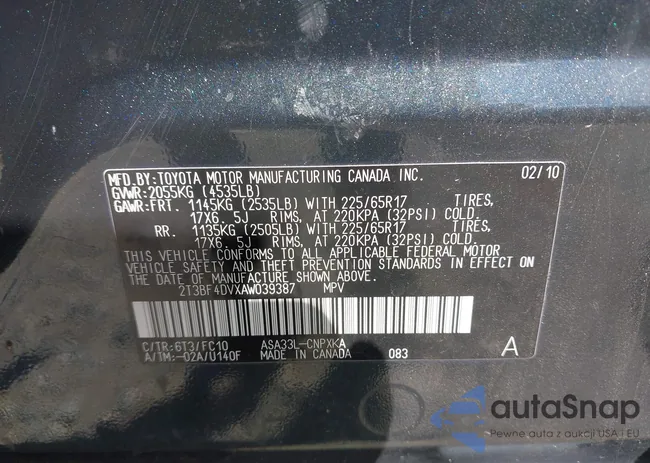 MFD.BY:TOYOTA MOTOR MANUFACTURING CANADA INC. 02/10
GVWR:2055KG (4535LB)
GAWR:FRT. 1145KG (2535LB) WITH 225/65R17 TIRES,
17X6.5J RIMS, AT 220KPA (32PSI) COLD.
RR. 1135KG (2505LB) WITH 225/65R17 TIRES,
17X6.5J RIMS, AT 220KPA (32PSI) COLD.
THIS VEHICLE CONFORMS TO ALL APPLICABLE FEDERAL MOTOR
VEHICLE SAFETY AND THEFT PREVENTION STANDARDS IN EFFECT ON
THE DATE OF MANUFACTURE SHOWN ABOVE.
2T3BF4DVXAW039387 MPV
C/TR:6T3/FC10 ASA33L-CNPXKA
A/TM:-02A/U140F MADE IN CANADA 083 A
autaSnap
Pewne auta z aukcji USA i EU